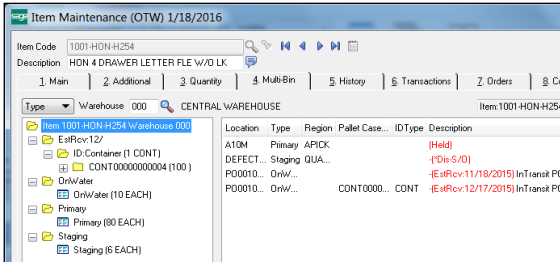 sage Item Maintenance (OTW) 1/18/2016
Item Code 1001-HON-H254
Description HON 4 DRAWER LETTER FLE W/O LK
1. Main 2. Additional 3. Quantity 4. Multi-Bin 5. History 6. Transactions 7. Orders 8. Co
Type Warehouse 000 CENTRAL WAREHOUSE Item:1001-HON-H254
Item 1001-HON-H254 Warehouse 000
EstRcv:12/
ID:Container (1 CONT)
CONT00000000004 (100 )
OnWater
OnWater (10 EACH)
Primary
Primary (80 EACH)
Staging
Staging (6 EACH)
Location Type Region Pallet Case... IDType Description
A10M Primary APICK (Held)
DEFECT... Staging QUA... -(*Dis-S/O)
PO0010... OnW... -(EstRcv:11/18/2015) InTransit PO
PO0010... OnW... CONT0000... CONT -(EstRcv:12/17/2015) InTransit PO